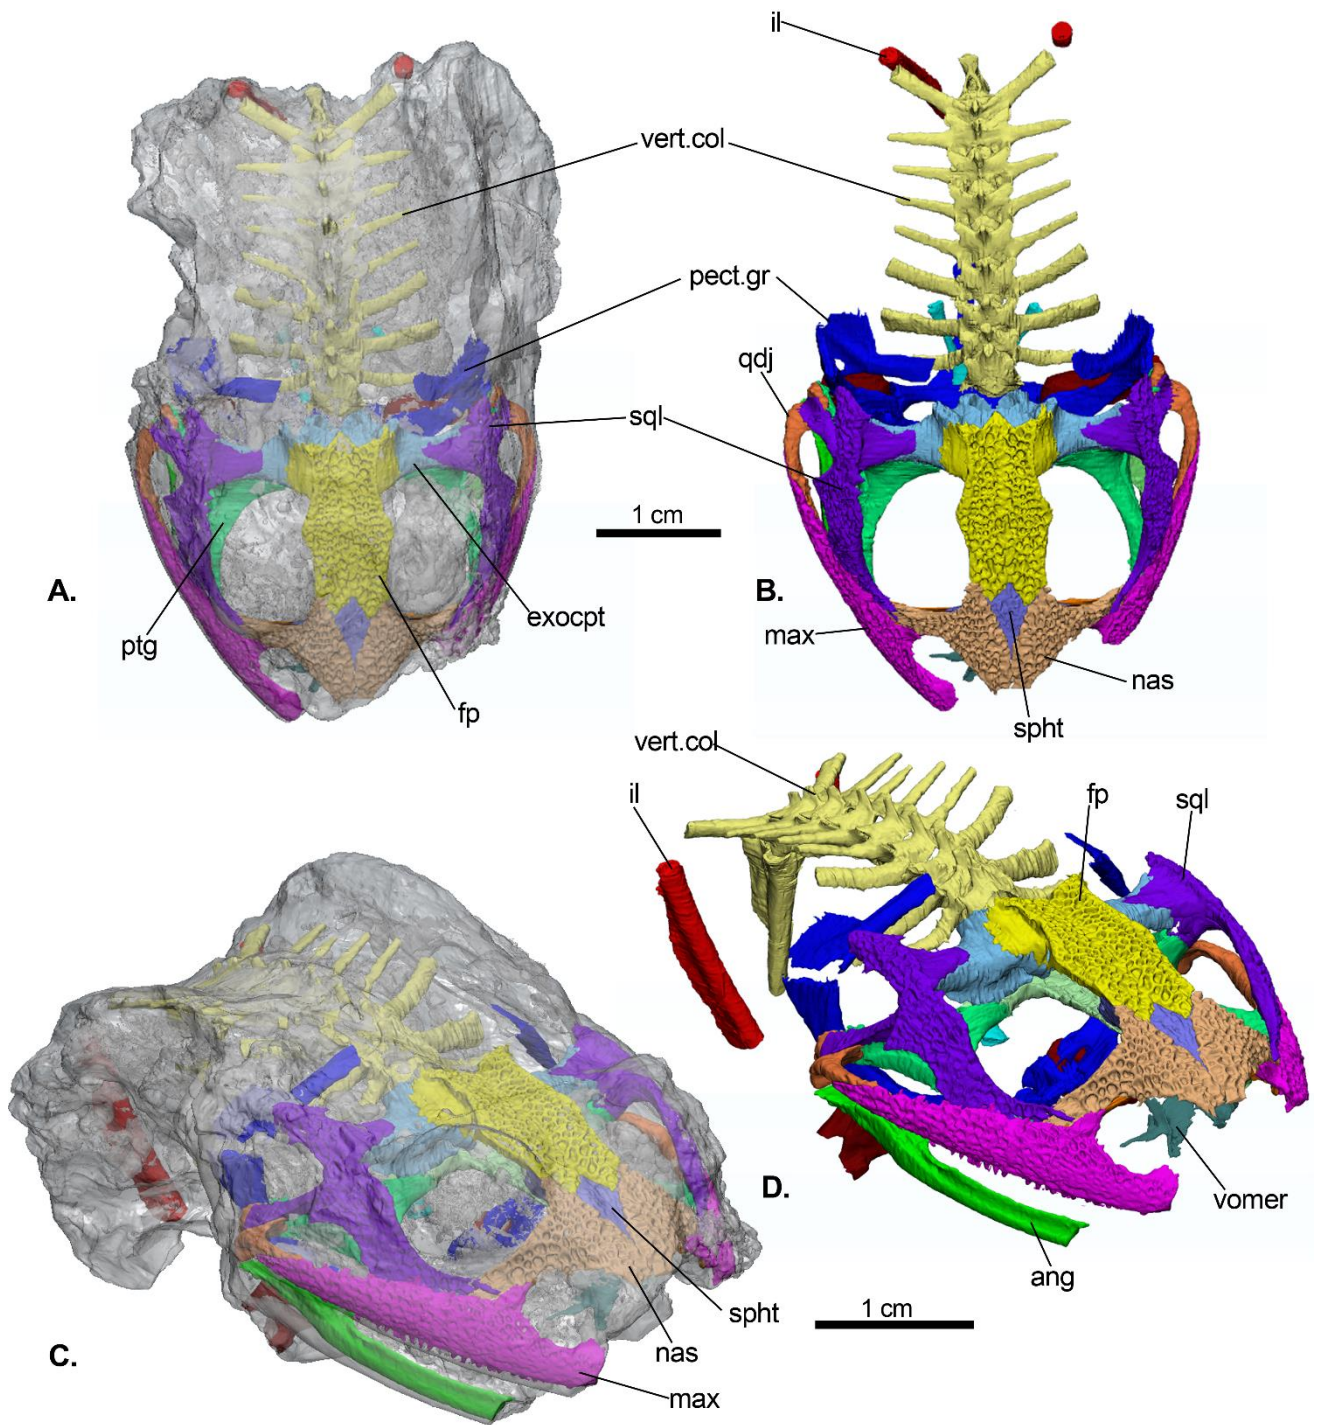 il
vert.col
pect.gr
qdj
sql
1 cm
A.
B.
ptg
exocpt
max
fp
nas
spht
vert.col
il
fp
sql
D.
vomer
ang
spht
1 cm
nas
C.
max